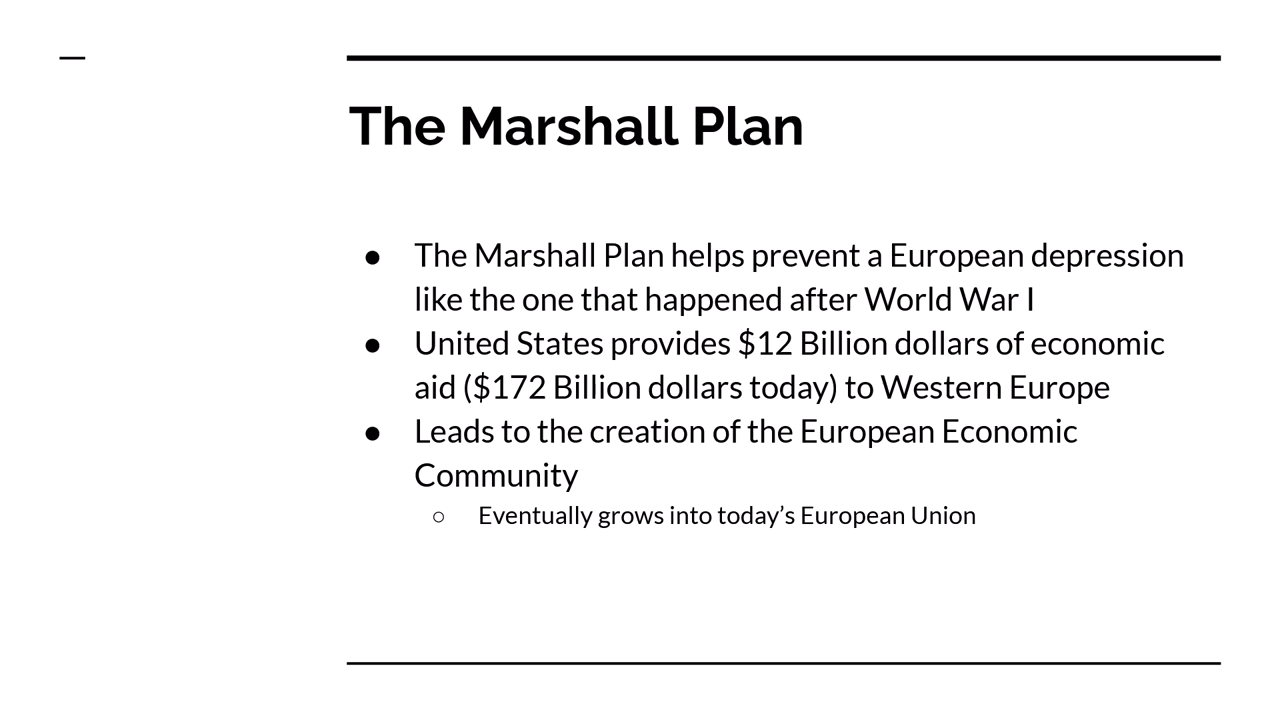 The Marshall Plan
● The Marshall Plan helps prevent a European depression
like the one that happened after World War I
● United States provides $12 Billion dollars of economic
aid ($172 Billion dollars today) to Western Europe
● Leads to the creation of the European Economic
Community
○ Eventually grows into today’s European Union